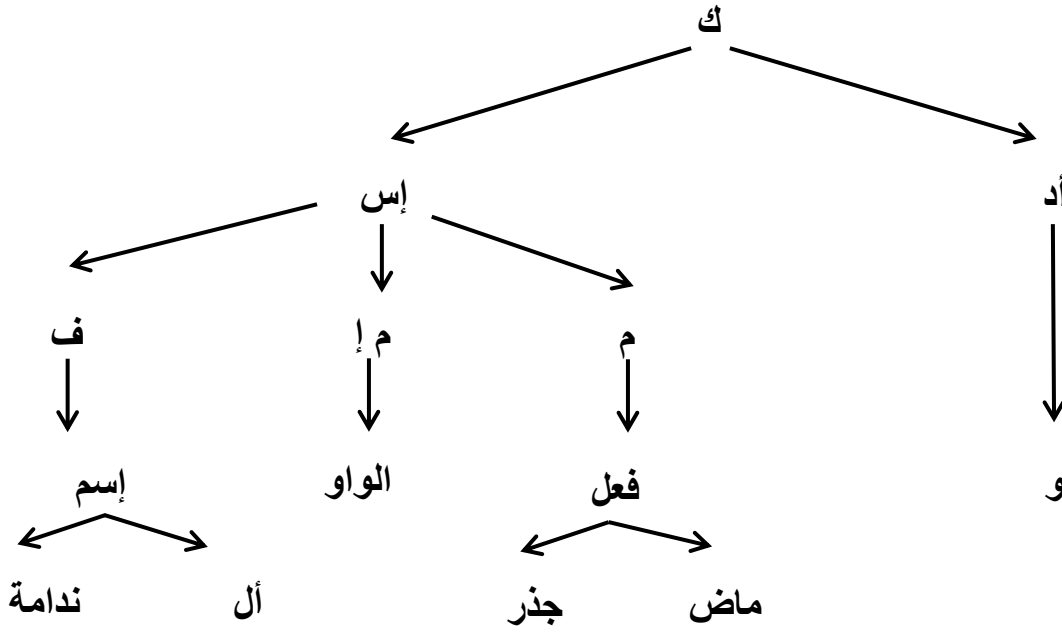 ك
أد إس
م م إ ف
و فعل الواو إسم
ماض جذر أل ندامة